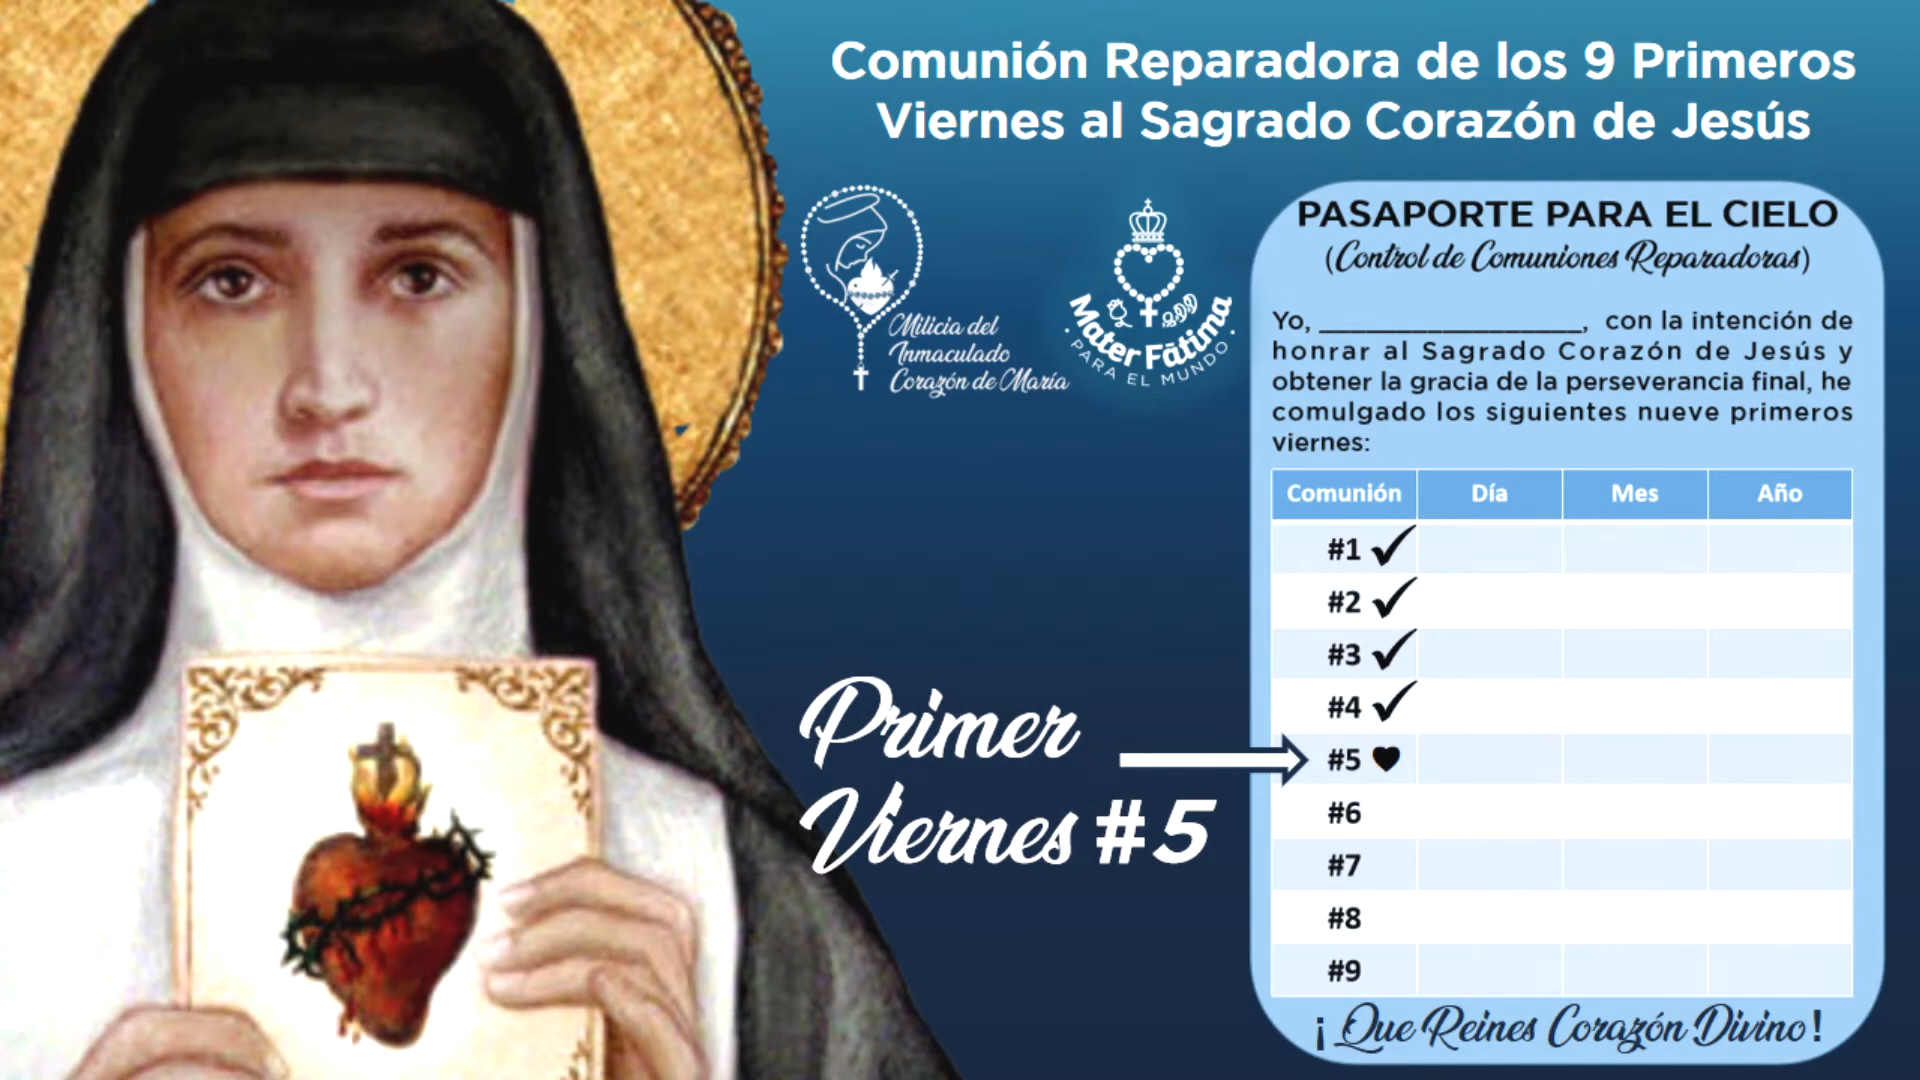 Comunión Reparadora de los 9 Primeros
Viernes al Sagrado Corazón de Jesús
Milicia del
Inmaculado
Corazón de María
Mater Fátima
· PARA EL MUNDO ·
PASAPORTE PARA EL CIELO
(Control de Comuniones Reparadoras)
Yo, __________________, con la intención de
honrar al Sagrado Corazón de Jesús y
obtener la gracia de la perseverancia final, he
comulgado los siguientes nueve primeros
viernes:
Comunión Día Mes Año
#1 ✓
#2 ✓
#3 ✓
#4 ✓
#5 ♥
#6
#7
#8
#9
¡Que Reines Corazón Divino!
Primer
Viernes #5